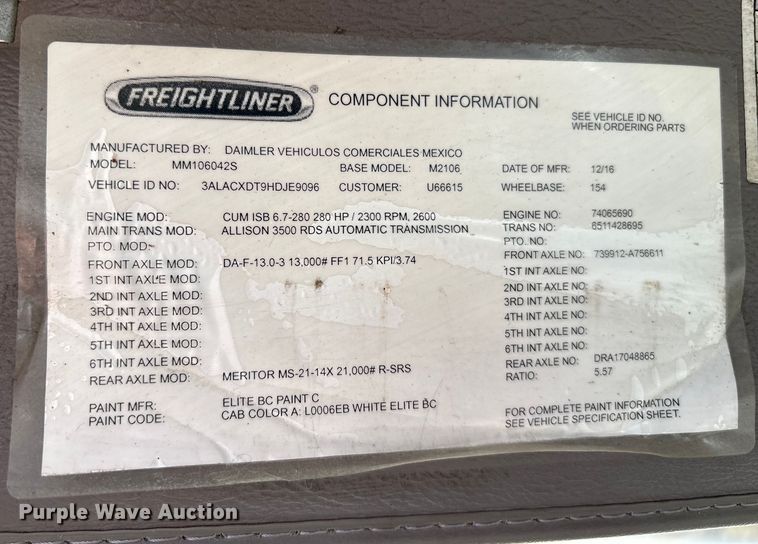 FREIGHTLINER ® COMPONENT INFORMATION
SEE VEHICLE ID NO.
WHEN ORDERING PARTS
MANUFACTURED BY: DAIMLER VEHICULOS COMERCIALES MEXICO
MODEL: MM106042S BASE MODEL: M2106 DATE OF MFR: 12/16
VEHICLE ID NO: 3ALACXDT9HDJE9096 CUSTOMER: U66615 WHEELBASE: 154
ENGINE MOD: CUM ISB 6.7-280 280 HP / 2300 RPM, 2600 ENGINE NO: 74065690
MAIN TRANS MOD: ALLISON 3500 RDS AUTOMATIC TRANSMISSION TRANS NO: 8511428695
PTO. MOD: PTO. NO:
FRONT AXLE MOD: DA-F-13.0-3 13,000# FF1 71.5 KPI/3.74 FRONT AXLE NO: 739912-A756611
1ST INT AXLE MOD: 1ST INT AXLE NO:
2ND INT AXLE MOD: 2ND INT AXLE NO:
3RD INT AXLE MOD: 3RD INT AXLE NO:
4TH INT AXLE MOD: 4TH INT AXLE NO:
5TH INT AXLE MOD: 5TH INT AXLE NO:
6TH INT AXLE MOD: 6TH INT AXLE NO:
REAR AXLE MOD: MERITOR MS-21-14X 21,000# R-SRS REAR AXLE NO: DRA17048865
RATIO: 5.57
PAINT MFR: ELITE BC PAINT C
PAINT CODE: CAB COLOR A: L0006EB WHITE ELITE BC
FOR COMPLETE PAINT INFORMATION
SEE VEHICLE SPECIFICATION SHEET.
Purple Wave Auction